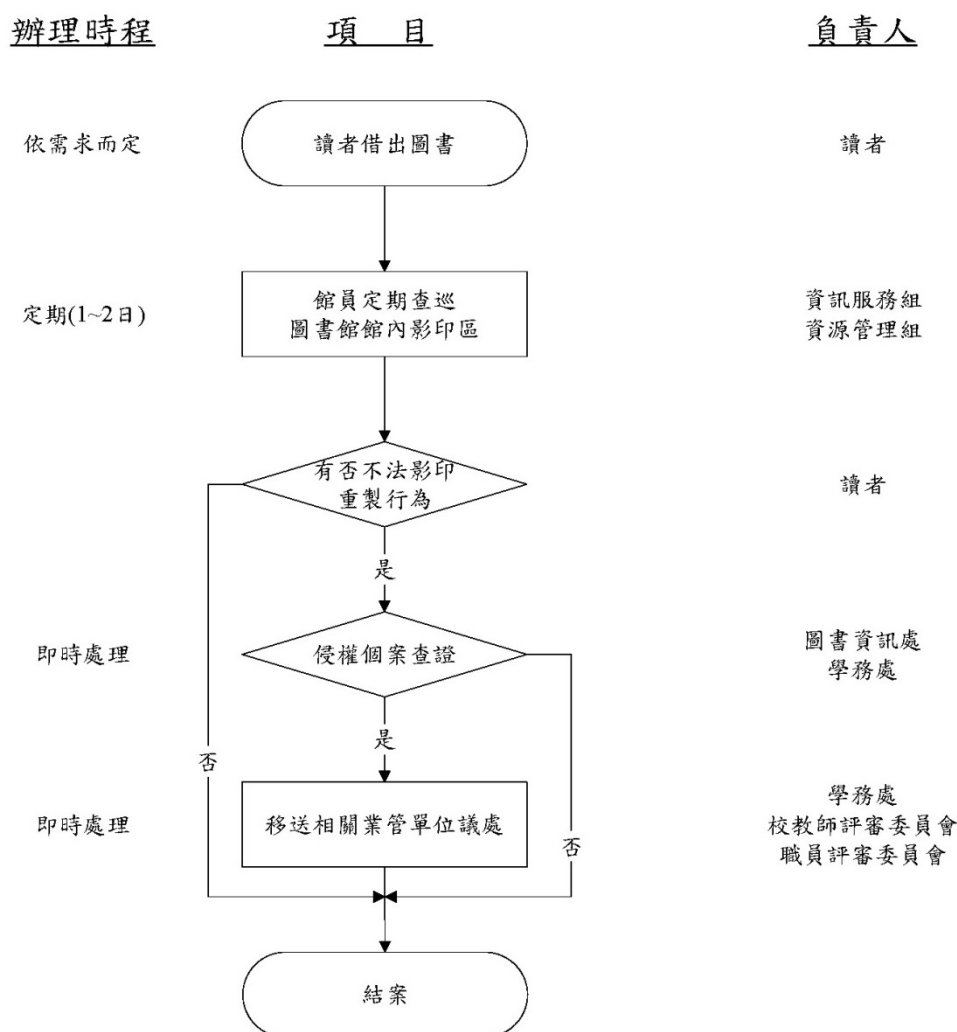 辦理時程 項 目 負責人
依需求而定 讀者借出圖書 讀者
定期(1~2日)
館員定期查巡
圖書館館內影印區
資訊服務組
資源管理組
有否不法影印
重製行為
讀者
是
即時處理
侵權個案查證
圖書資訊處
學務處
是
否
即時處理
移送相關業管單位議處
學務處
校教師評審委員會
職員評審委員會
否
結案